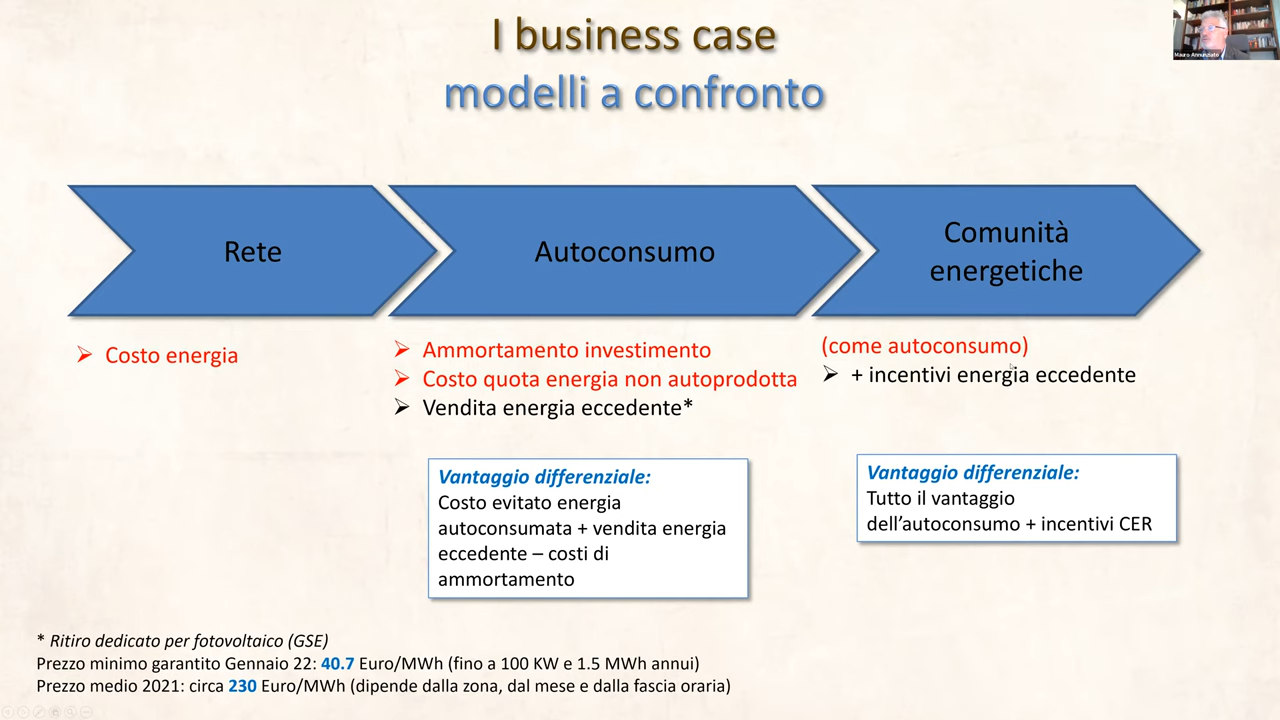 I business case
modelli a confronto
Mauro Annunziato
Rete
Autoconsumo
Comunità
energetiche
Costo energia
Ammortamento investimento
Costo quota energia non autoprodotta
Vendita energia eccedente*
(come autoconsumo)
+ incentivi energia eccedente
Vantaggio differenziale:
Costo evitato energia
autoconsumata + vendita energia
eccedente – costi di
ammortamento
Vantaggio differenziale:
Tutto il vantaggio
dell'autoconsumo + incentivi CER
* Ritiro dedicato per fotovoltaico (GSE)
Prezzo minimo garantito Gennaio 22: 40.7 Euro/MWh (fino a 100 KW e 1.5 MWh annui)
Prezzo medio 2021: circa 230 Euro/MWh (dipende dalla zona, dal mese e dalla fascia oraria)